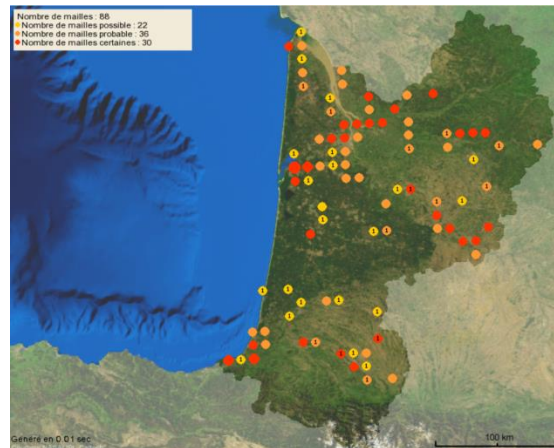 Nombre de mailles : 88
Nombre de mailles possible : 22
Nombre de mailles probable : 36
Nombre de mailles certaines : 30
Généré en 0.01 sec
100 km